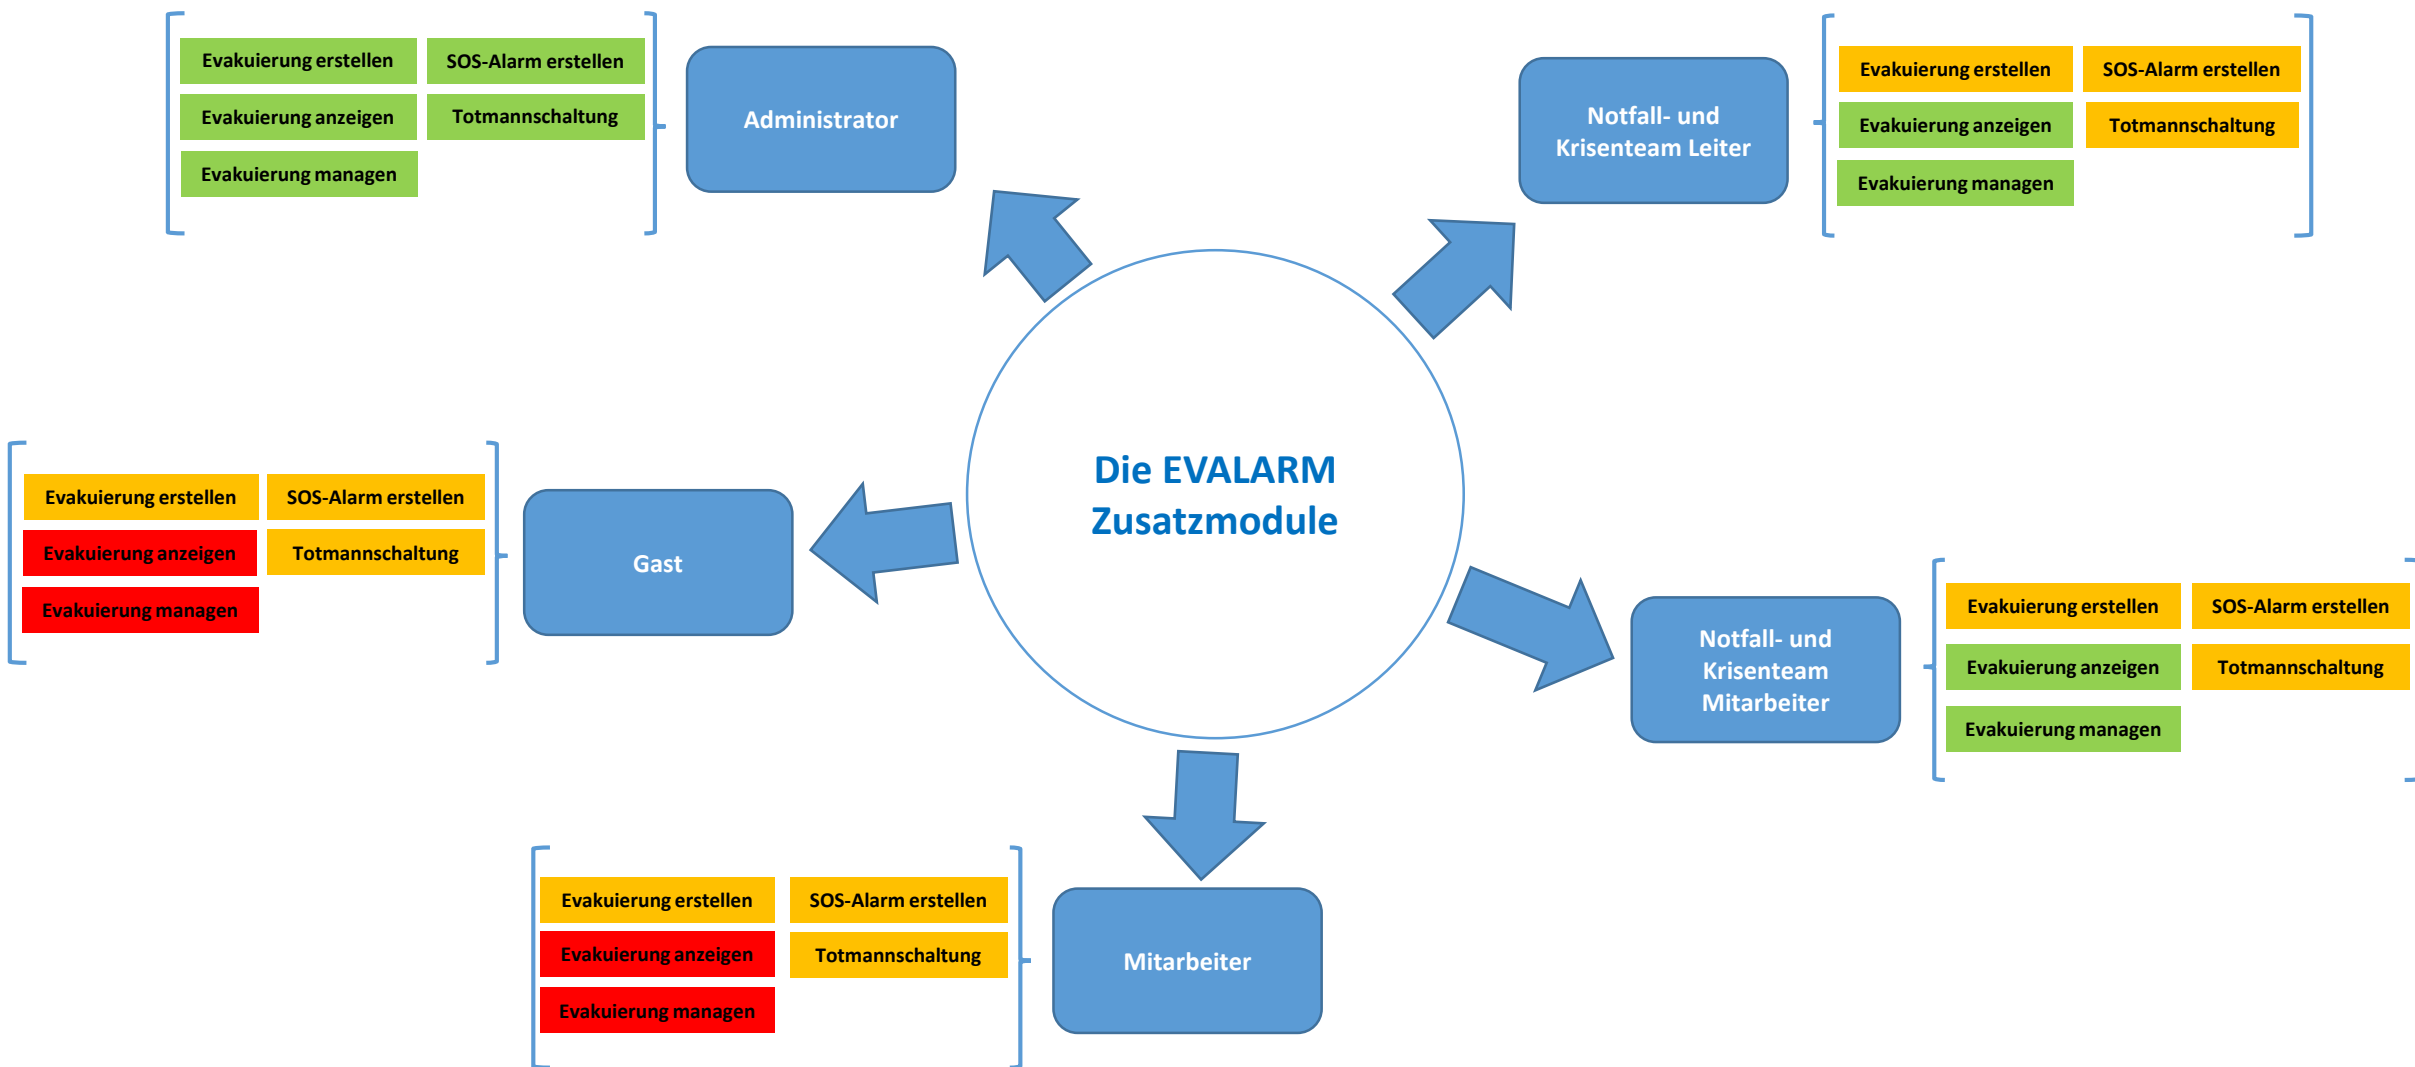 Evakuierung erstellen
SOS-Alarm erstellen
Evakuierung anzeigen
Totmannschaltung
Evakuierung managen
Administrator
Notfall- und
Krisenteam Leiter
Evakuierung erstellen
SOS-Alarm erstellen
Evakuierung anzeigen
Totmannschaltung
Evakuierung managen
Die EVALARM
Zusatzmodule
Evakuierung erstellen
SOS-Alarm erstellen
Evakuierung anzeigen
Totmannschaltung
Evakuierung managen
Gast
Notfall- und
Krisenteam
Mitarbeiter
Evakuierung erstellen
SOS-Alarm erstellen
Evakuierung anzeigen
Totmannschaltung
Evakuierung managen
Evakuierung erstellen
SOS-Alarm erstellen
Evakuierung anzeigen
Totmannschaltung
Evakuierung managen
Mitarbeiter